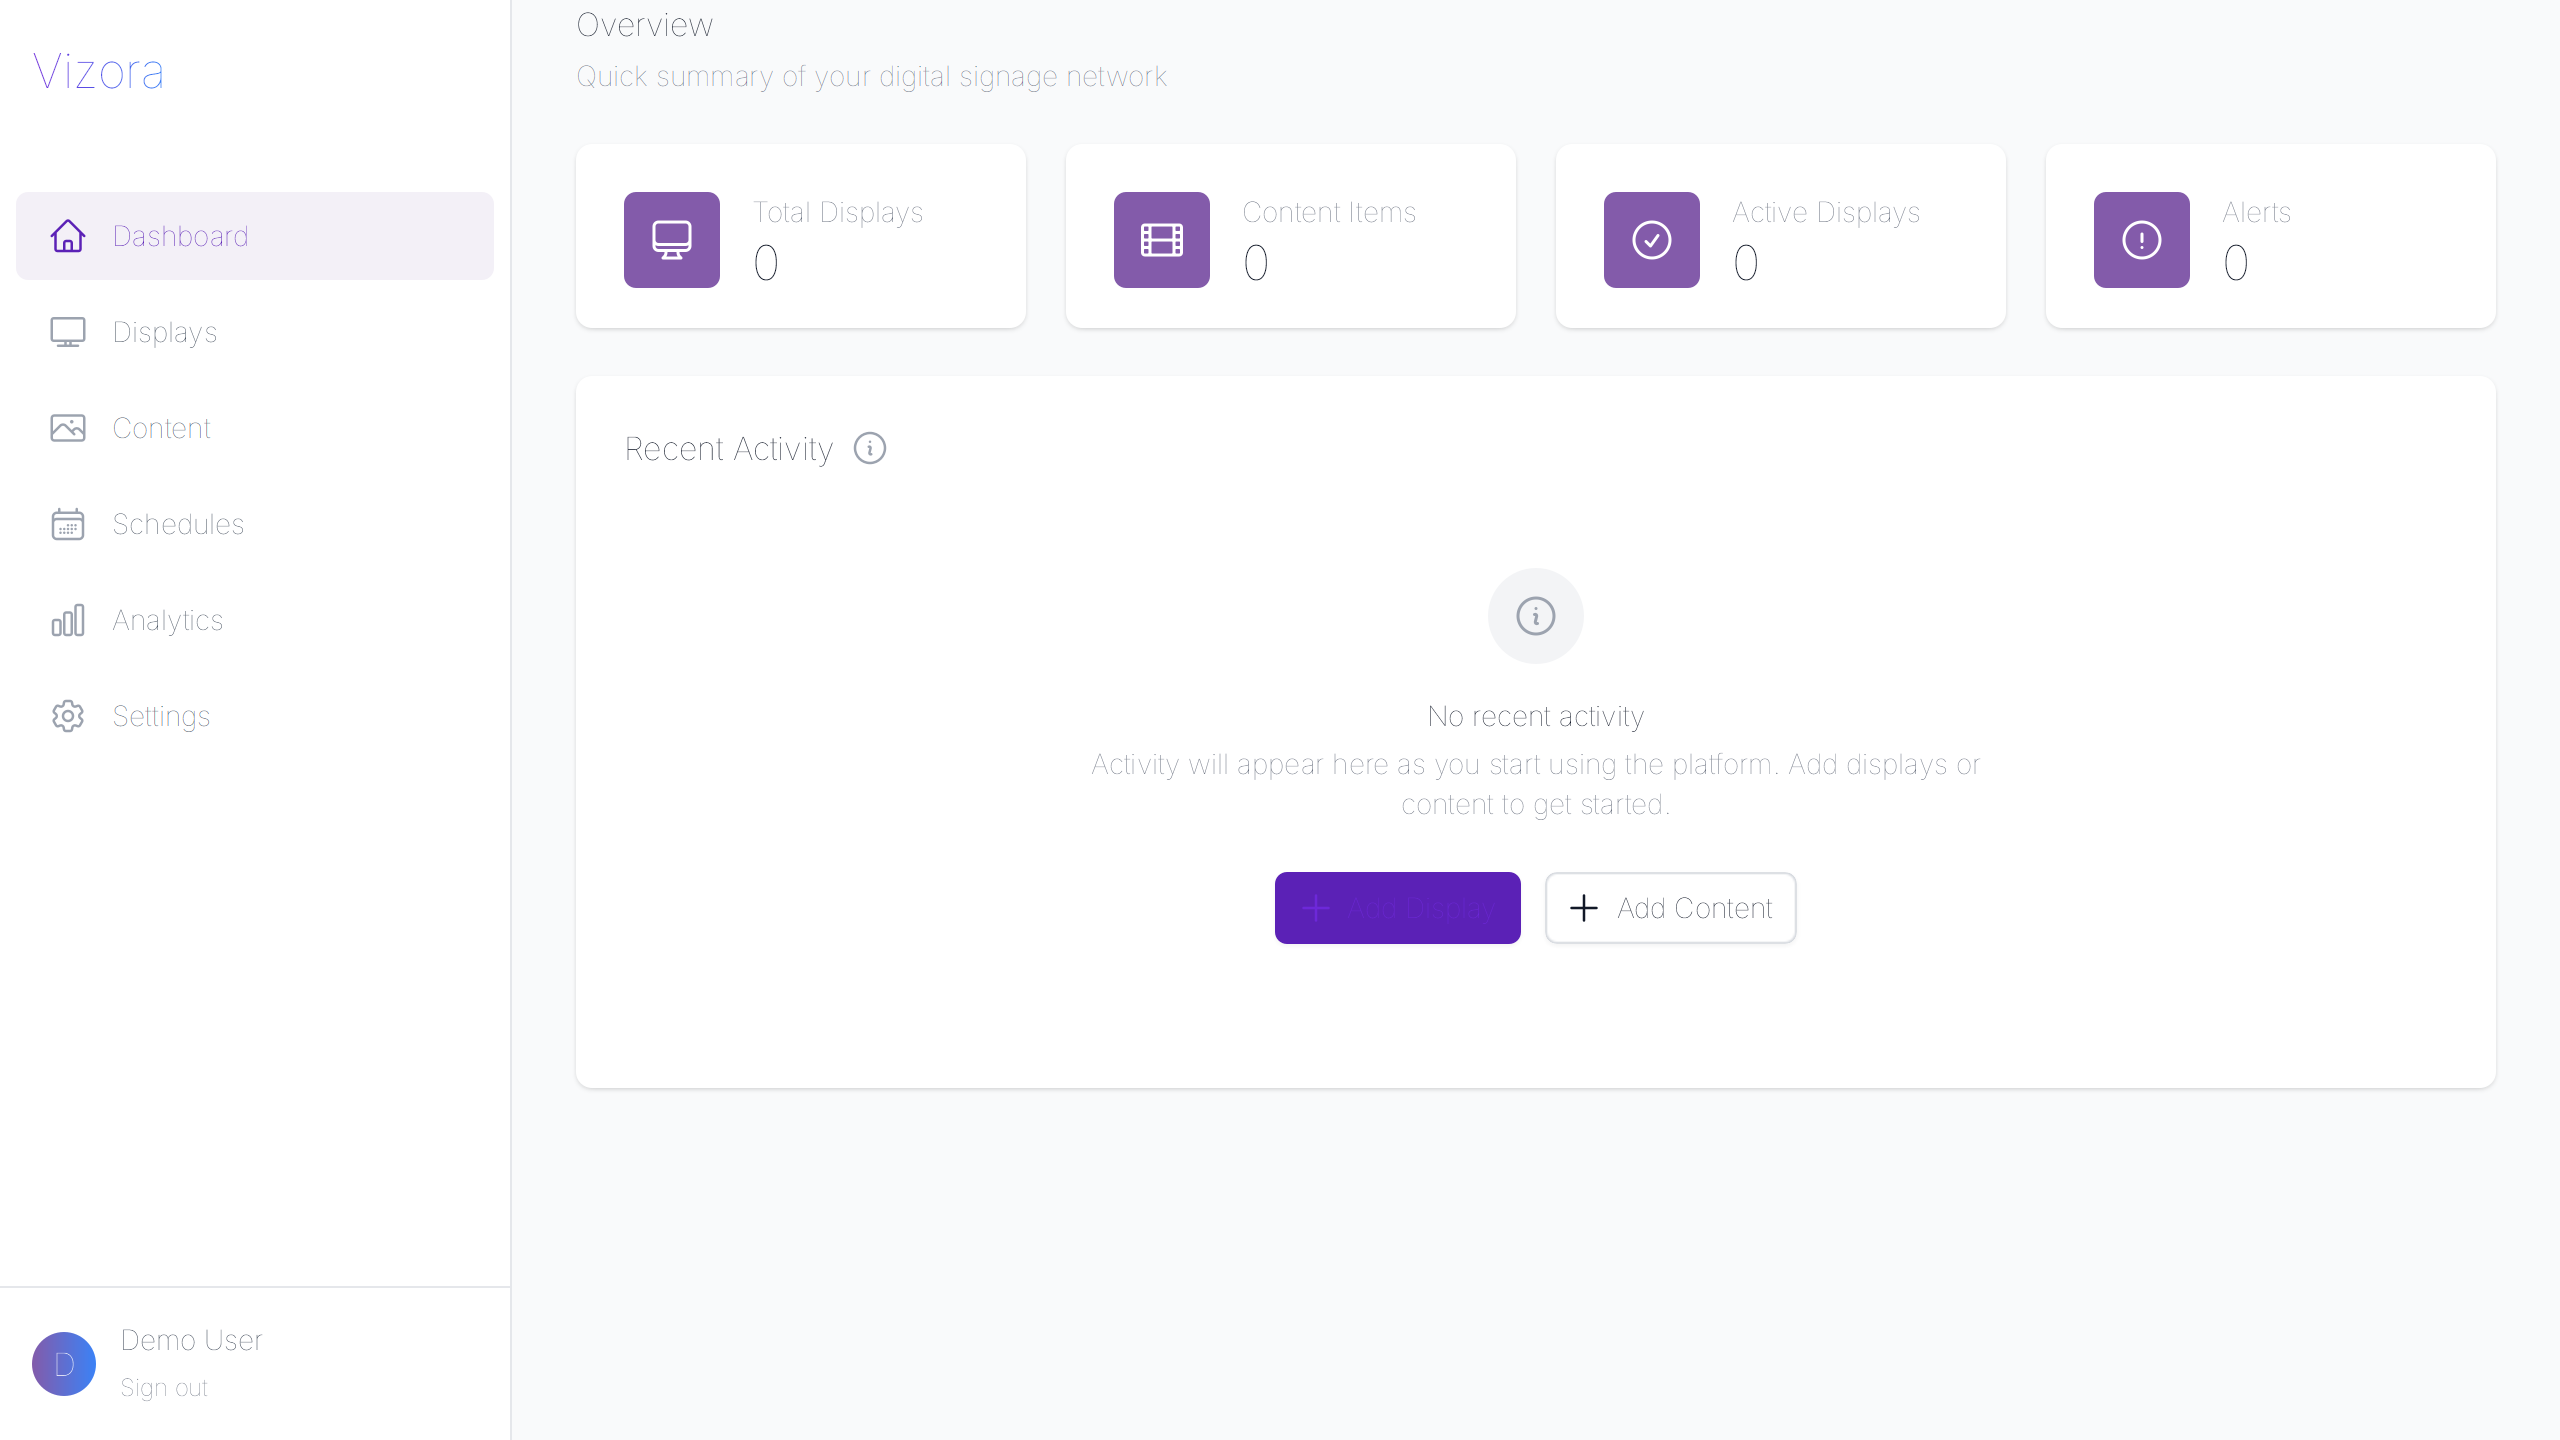 Vizora
Dashboard
Displays
Content
Schedules
Analytics
Settings
Demo User
D
Sign out
Overview
Quick summary of your digital signage network
Total Displays
0
Content Items
0
Active Displays
0
Alerts
0
Recent Activity
No recent activity
Activity will appear here as you start using the platform. Add displays or
content to get started.
Add Display
Add Content